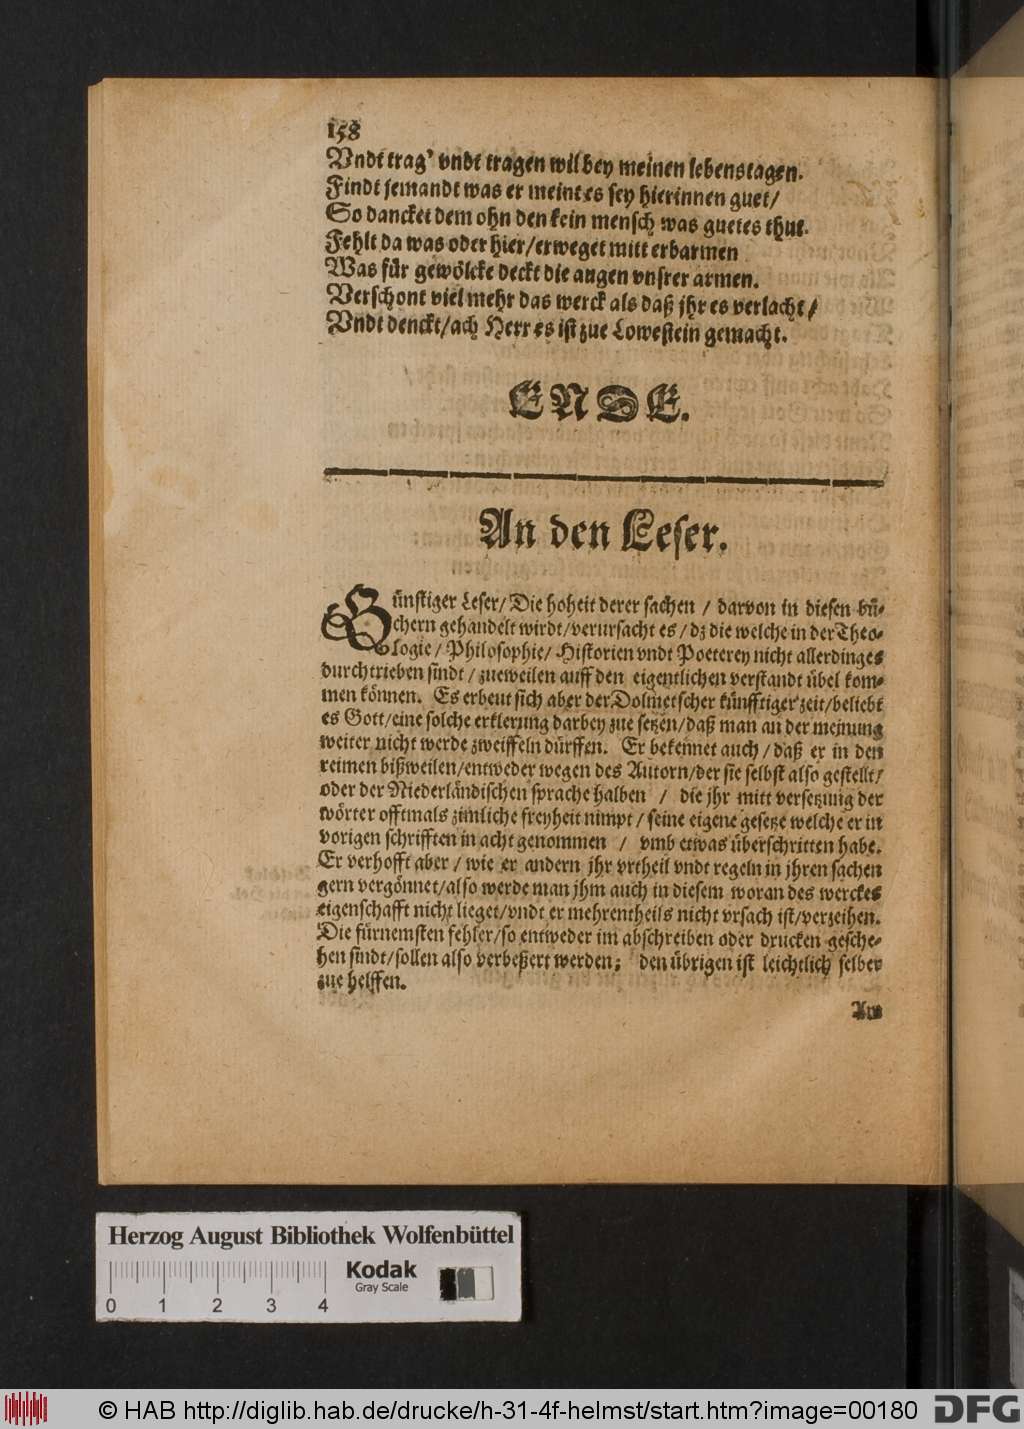 158
Vndt trag' vndt tragen wil bey meinen lebenstagen.
Findt jemandt was er meint es sey hierinnen guet/
So dancket dem ohn den kein mensch was guetes thut.
Fehlt da was oder hier/erweget mitt erbarmen
Was für gewölcke deckt die augen vnsrer armen.
Verschont viel mehr das werck als daß jhr es verlacht/
Vndt denckt/ach Herr es ist zue Lowestein gemacht.
ENDE.
An den Leser.
Günstiger Leser/Die hoheit derer sachen / darvon in diesen bü-
chern gehandelt wirdt/verursacht es/dz die welche in der Theo-
logie/Philosophie/Historien vndt Poeterey nicht allerdinges
durchtrieben sindt/zueweilen auff den eigentlichen verstandt übel kom-
men können. Es erbeut sich aber der Dolmetscher künfftiger zeit/beliebt
es Gott/eine solche erklerung darbey zue setzen/daß man an der meinung
weiter nicht werde zweiffeln dürffen. Er bekennet auch/daß er in den
reimen bißweilen/entweder wegen des Autorn/der sie selbst also gestellt/
oder der Niederländischen sprache halben / die jhr mitt versetzung der
wörter offtmals zimliche freyheit nimpt/seine eigene gesetze welche er in
vorigen schrifften in acht genommen / vmb etwas überschritten habe.
Er verhofft aber/wie er andern jhr vrtheil vndt regeln in jhren sachen
gern vergönnet/also werde man jhm auch in diesem woran des werckes
eigenschafft nicht lieget/vndt er mehrentheils nicht vrsach ist/verzeihen.
Die fürnemsten fehler/so entweder im abschreiben oder drucken gesche-
hen sindt/sollen also verbeßert werden; den übrigen ist leichtlich selber
zue helffen.
Am
Herzog August Bibliothek Wolfenbüttel
Kodak
Gray Scale
0 1 2 3 4
© HAB http://diglib.hab.de/drucke/h-31-4f-helmst/start.htm?image=00180
DFG